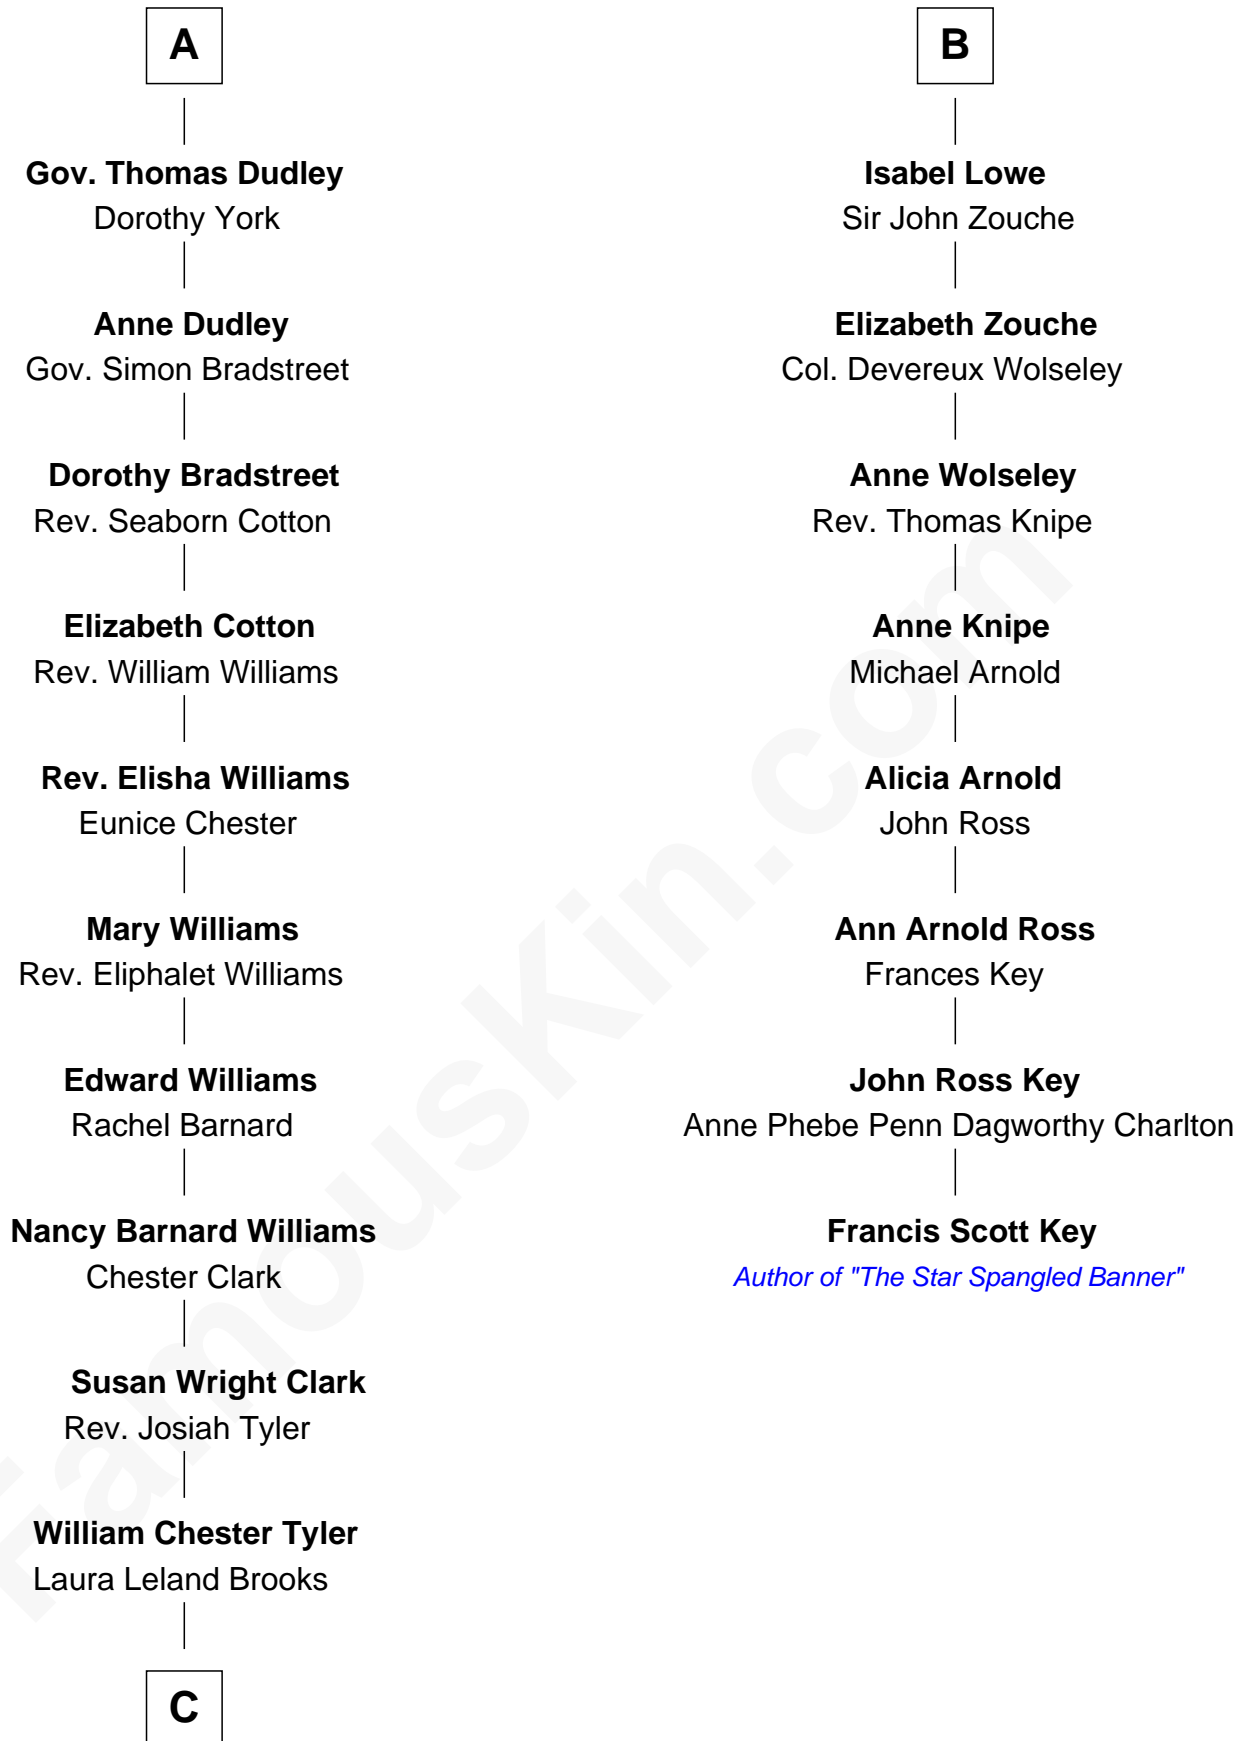 A
Gov. Thomas Dudley
Dorothy York
Anne Dudley
Gov. Simon Bradstreet
Dorothy Bradstreet
Rev. Seaborn Cotton
Elizabeth Cotton
Rev. William Williams
Rev. Elisha Williams
Eunice Chester
Mary Williams
Rev. Eliphalet Williams
Edward Williams
Rachel Barnard
Nancy Barnard Williams
Chester Clark
Susan Wright Clark
Rev. Josiah Tyler
William Chester Tyler
Laura Leland Brooks
C
B
Isabel Lowe
Sir John Zouche
Elizabeth Zouche
Col. Devereux Wolseley
Anne Wolseley
Rev. Thomas Knipe
Anne Knipe
Michael Arnold
Alicia Arnold
John Ross
Ann Arnold Ross
Frances Key
John Ross Key
Anne Phebe Penn Dagworthy Charlton
Francis Scott Key
Author of "The Star Spangled Banner"
FamousKin.com